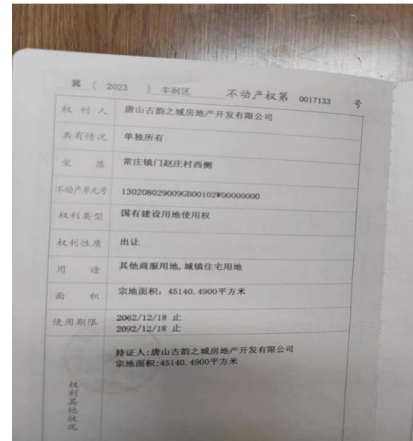 冀 ( 2023 ) 丰润区 不动产权第 0017133 号
权利人 唐山古韵之城房地产开发有限公司
共有情况 单独所有
坐落 常庄镇门赵庄村西侧
不动产单元号 130208029009GB00102W00000000
权利类型 国有建设用地使用权
权利性质 出让
用途 其他商服用地,城镇住宅用地
面积 宗地面积: 45140.4900平方米
使用期限 2062/12/18 止
2092/12/18 止
权利其他状况 持证人:唐山古韵之城房地产开发有限公司
宗地面积:45140.4900平方米